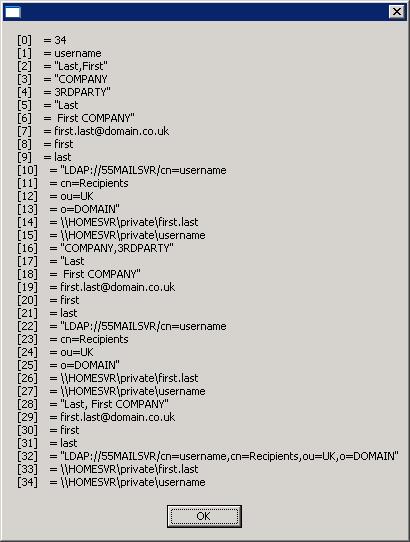 [0] = 34
[1] = username
[2] = "Last,First"
[3] = "COMPANY
[4] = 3RDPARTY"
[5] = "Last
[6] = First COMPANY"
[7] = first.last@domain.co.uk
[8] = first
[9] = last
[10] = "LDAP://55MAILSVR/cn=username
[11] = cn=Recipients
[12] = ou=UK
[13] = o=DOMAIN"
[14] = \\HOMESVR\private\first.last
[15] = \\HOMESVR\private\username
[16] = "COMPANY,3RDPARTY"
[17] = "Last
[18] = First COMPANY"
[19] = first.last@domain.co.uk
[20] = first
[21] = last
[22] = "LDAP://55MAILSVR/cn=username
[23] = cn=Recipients
[24] = ou=UK
[25] = o=DOMAIN"
[26] = \\HOMESVR\private\first.last
[27] = \\HOMESVR\private\username
[28] = "Last, First COMPANY"
[29] = first.last@domain.co.uk
[30] = first
[31] = last
[32] = "LDAP://55MAILSVR/cn=username,cn=Recipients,ou=UK,o=DOMAIN"
[33] = \\HOMESVR\private\first.last
[34] = \\HOMESVR\private\username
OK